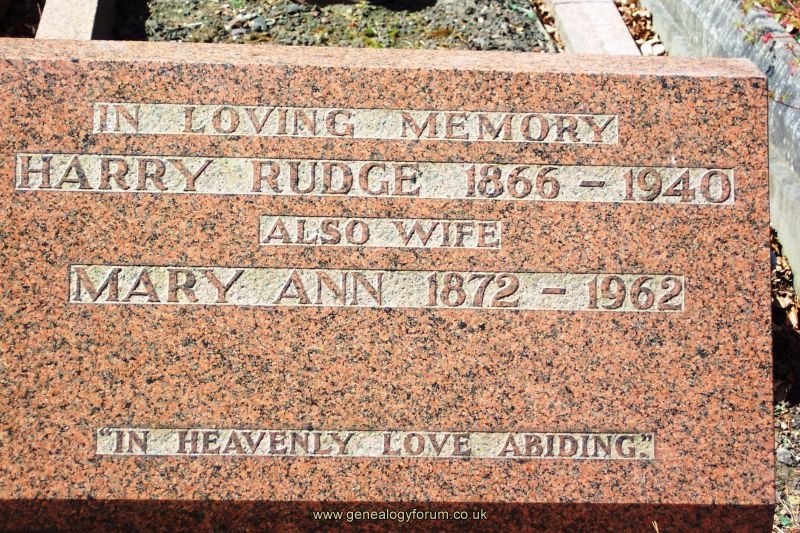 IN LOVING MEMORY
HARRY RUDGE 1866 - 1940
ALSO WIFE
MARY ANN 1872 - 1962
"IN HEAVENLY LOVE ABIDING."
www.genealogyforum.co.uk